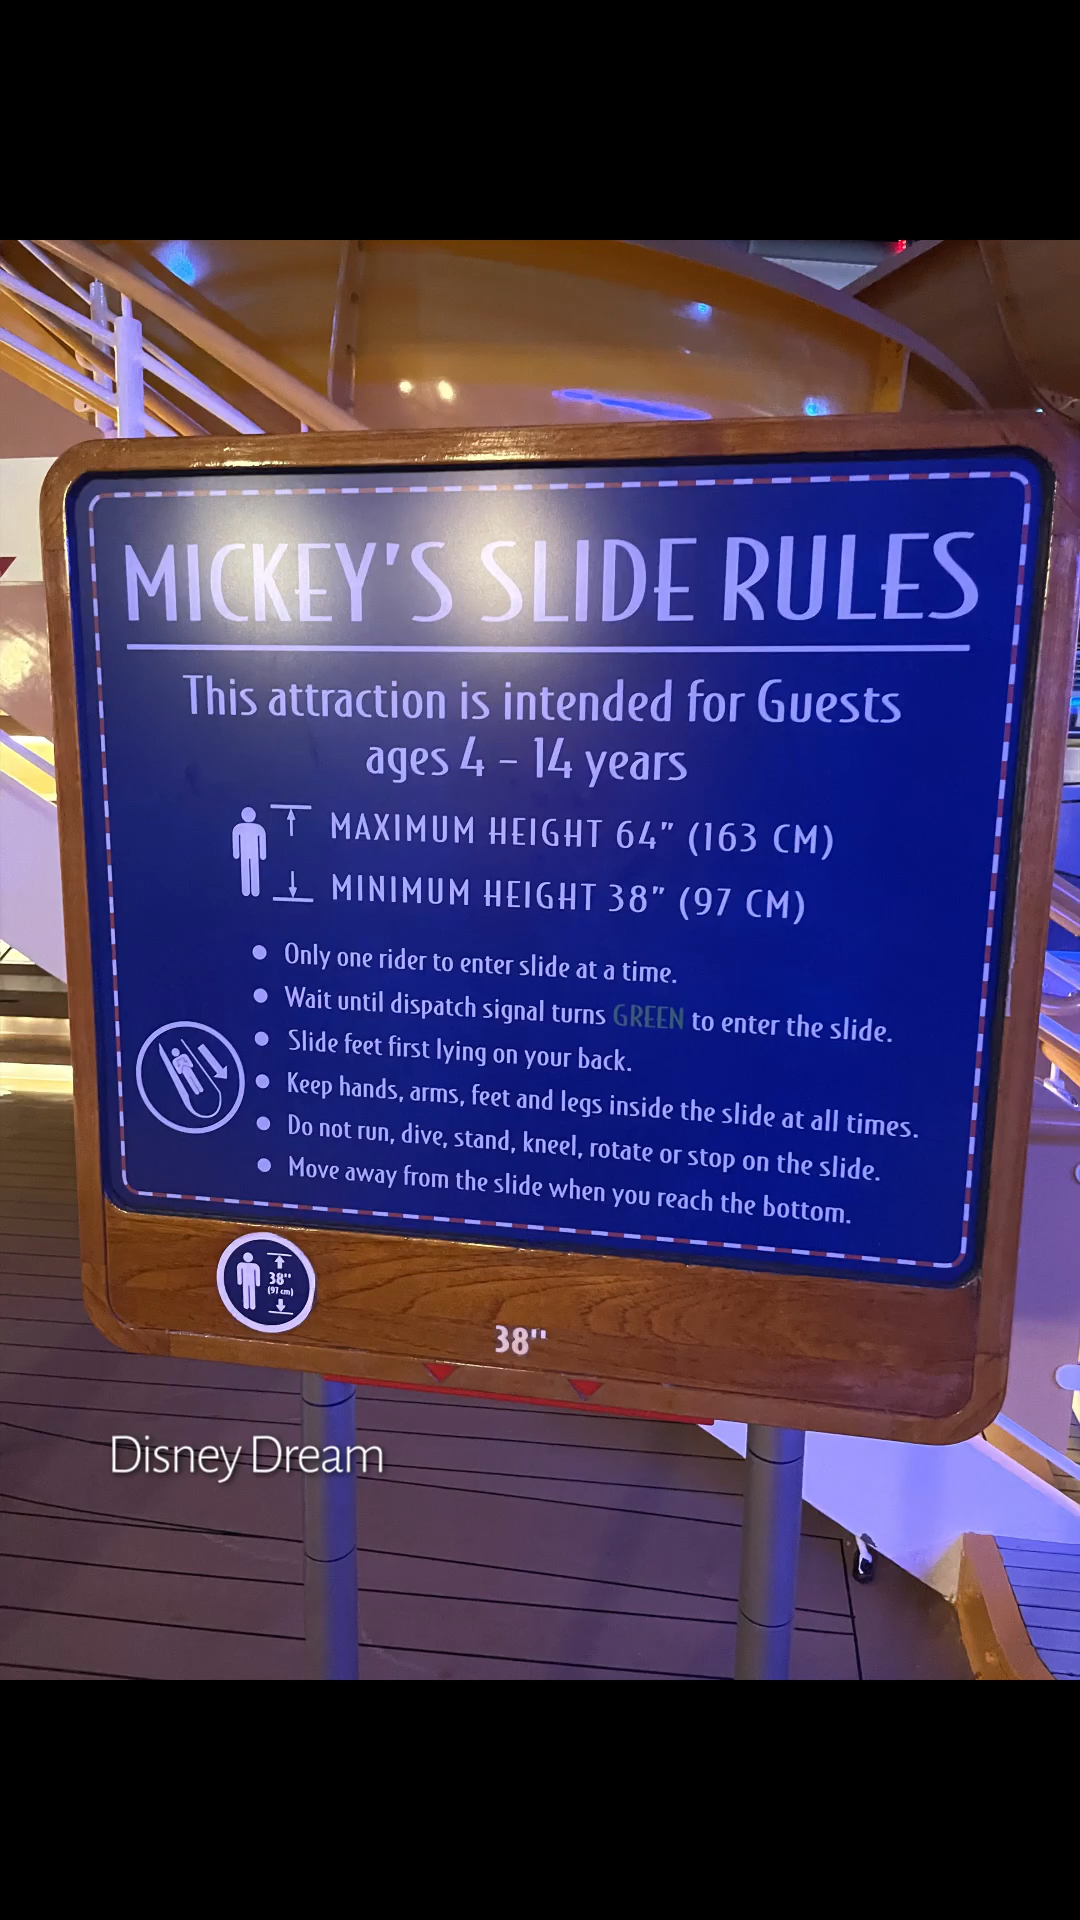 MICKEY'S SLIDE RULES
This attraction is intended for Guests
ages 4 – 14 years
MAXIMUM HEIGHT 64" (163 CM)
MINIMUM HEIGHT 38" (97 CM)
• Only one rider to enter slide at a time.
• Wait until dispatch signal turns GREEN to enter the slide.
• Slide feet first lying on your back.
• Keep hands, arms, feet and legs inside the slide at all times.
• Do not run, dive, stand, kneel, rotate or stop on the slide.
• Move away from the slide when you reach the bottom.
38"
(97 cm)
38"
Disney Dream